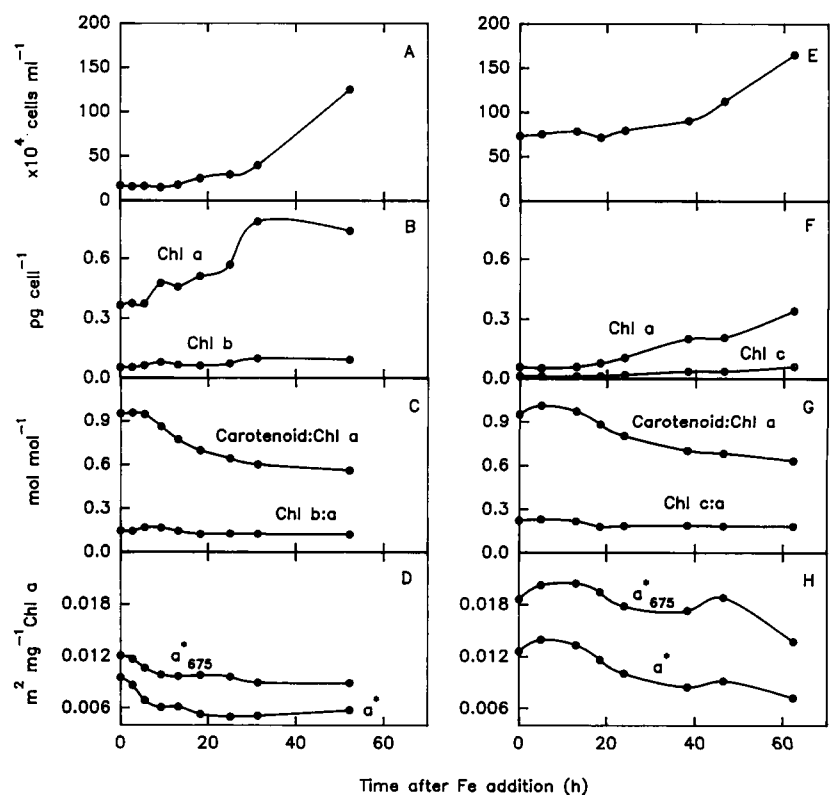 200
150
100
50
0
×10⁴ cells ml⁻¹
A
0.6
0.3
0.0
pg cell⁻¹
B
Chl a
Chl b
0.9
0.6
0.3
0.0
mol mol⁻¹
C
Carotenoid:Chl a
Chl b:a
0.018
0.012
0.006
m² mg⁻¹Chl a
D
a*675
a*
0 20 40 60
200
150
100
50
0
E
0.6
0.3
0.0
F
Chl a
Chl c
0.9
0.6
0.3
0.0
G
Carotenoid:Chl a
Chl c:a
0.018
0.012
0.006
H
a*675
a*
0 20 40 60
Time after Fe addition (h)